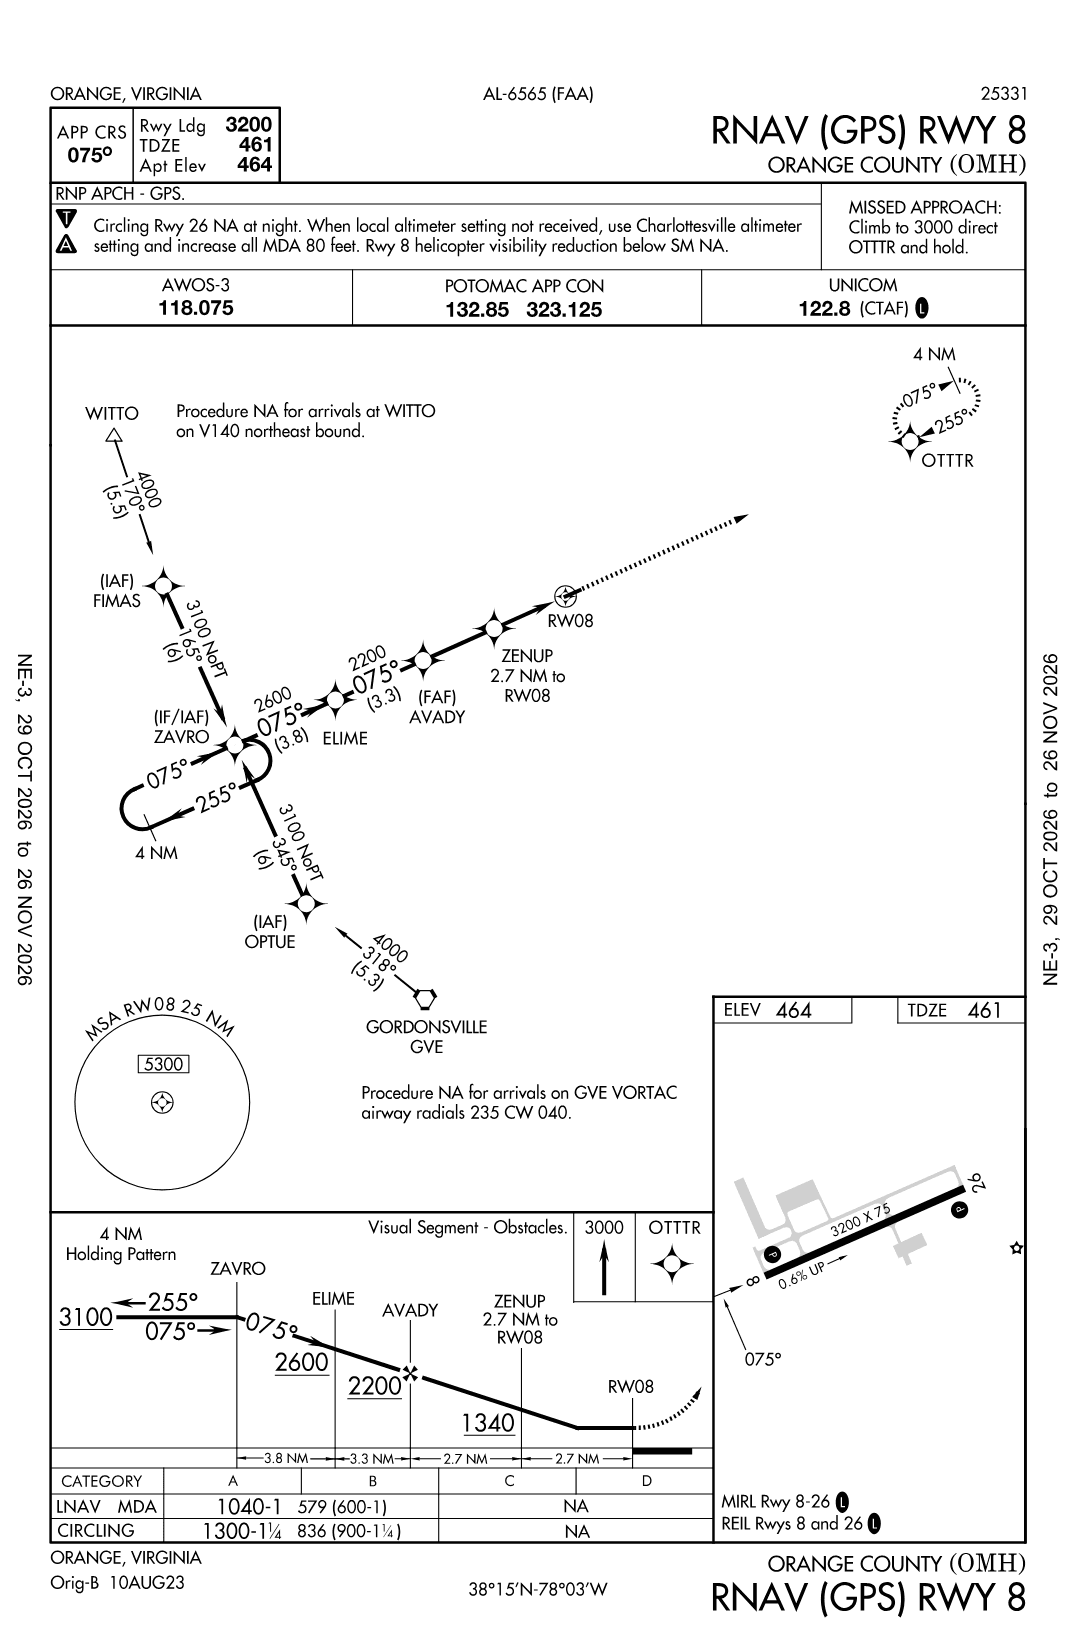 ORANGE, VIRGINIA
AL-6565 (FAA)
25331
APP CRS
075°
Rwy Ldg 3200
TDZE 461
Apt Elev 464
RNAV (GPS) RWY 8
ORANGE COUNTY (OMH)
RNP APCH - GPS.
T
A
Circling Rwy 26 NA at night. When local altimeter setting not received, use Charlottesville altimeter
setting and increase all MDA 80 feet. Rwy 8 helicopter visibility reduction below SM NA.
MISSED APPROACH:
Climb to 3000 direct
OTTTR and hold.
AWOS-3
118.075
POTOMAC APP CON
132.85 323.125
UNICOM
122.8 (CTAF) L
4 NM
075°
255°
OTTTR
WITTO
Procedure NA for arrivals at WITTO
on V140 northeast bound.
4000
170°
(5.5)
(IAF)
FIMAS
3100 NoPT
165°
(6)
RW08
ZENUP
2.7 NM to
RW08
2200
075°
(3.3)
(FAF)
AVADY
2600
075°
(3.8)
ELIME
(IF/IAF)
ZAVRO
075°
255°
4 NM
3100 NoPT
345°
(6)
(IAF)
OPTUE
4000
318°
(5.3)
GORDONSVILLE
GVE
NE-3, 29 OCT 2026 to 26 NOV 2026
NE-3, 29 OCT 2026 to 26 NOV 2026
MSA RW08 25 NM
5300
Procedure NA for arrivals on GVE VORTAC
airway radials 235 CW 040.
ELEV 464
TDZE 461
26
P
3200 X 75
P
0.6% UP
8
075°
MIRL Rwy 8-26 L
REIL Rwys 8 and 26 L
4 NM
Holding Pattern
Visual Segment - Obstacles.
3000
OTTTR
ZAVRO
ELIME
AVADY
ZENUP
2.7 NM to
RW08
RW08
3100
255°
075°
075°
2600
2200
1340
3.8 NM
3.3 NM
2.7 NM
2.7 NM
CATEGORY A B C D
LNAV MDA 1040-1 579 (600-1) NA
CIRCLING 1300-1¼ 836 (900-1¼) NA
ORANGE, VIRGINIA
Orig-B 10AUG23
38°15'N-78°03'W
ORANGE COUNTY (OMH)
RNAV (GPS) RWY 8